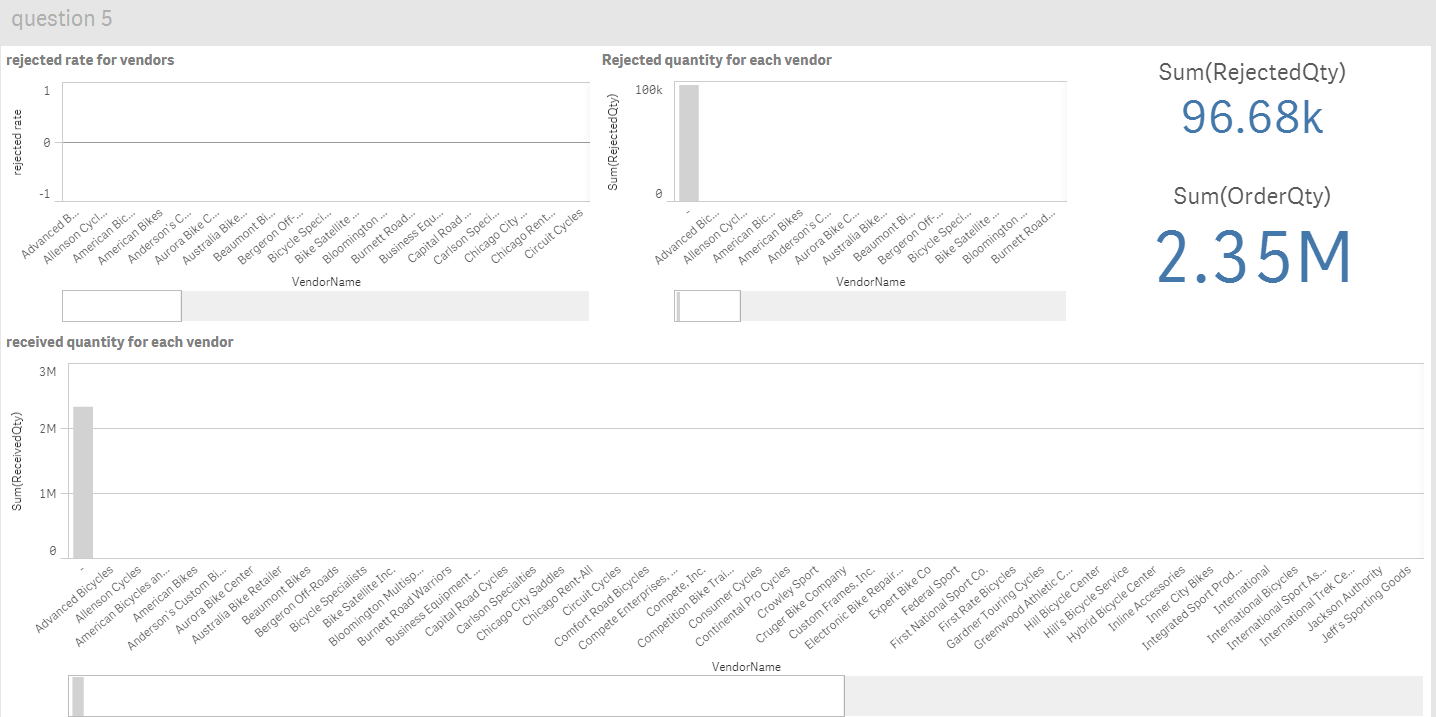 question 5
rejected rate for vendors
rejected rate
1
0
-1
Advanced B...
Allenson Cycl...
American Bic...
American Bikes
Anderson's C...
Aurora Bike C...
Australia Bike...
Beaumont Bi...
Bergeron Off-...
Bicycle Speci...
Bike Satellite ...
Bloomington ...
Burnett Road...
Business Equ...
Capital Road ...
Carlson Speci...
Chicago City ...
Chicago Rent...
Circuit Cycles
VendorName
Rejected quantity for each vendor
Sum(RejectedQty)
100k
0
-
Advanced Bic...
Allenson Cycl...
American Bic...
American Bikes
Anderson's C...
Aurora Bike C...
Australia Bike...
Beaumont Bi...
Bergeron Off-...
Bicycle Speci...
Bike Satellite ...
Bloomington ...
Burnett Road...
VendorName
Sum(RejectedQty)
96.68k
Sum(OrderQty)
2.35M
received quantity for each vendor
Sum(ReceivedQty)
3M
2M
1M
0
-
Advanced Bicycles
Allenson Cycles
American Bicycles an...
American Bikes
Anderson's Custom Bi...
Aurora Bike Center
Australia Bike Retailer
Beaumont Bikes
Bergeron Off-Roads
Bicycle Specialists
Bike Satellite Inc.
Bloomington Multisp...
Burnett Road Warriors
Business Equipment ...
Capital Road Cycles
Carlson Specialties
Chicago City Saddles
Chicago Rent-All
Circuit Cycles
Comfort Road Bicycles
Compete Enterprises, ...
Compete, Inc.
Competition Bike Trai...
Consumer Cycles
Continental Pro Cycles
Crowley Sport
Cruger Bike Company
Custom Frames, Inc.
Electronic Bike Repair...
Expert Bike Co
Federal Sport
First National Sport Co.
First Rate Bicycles
Gardner Touring Cycles
Greenwood Athletic C...
Hill Bicycle Center
Hill's Bicycle Service
Hybrid Bicycle Center
Inline Accessories
Inner City Bikes
Integrated Sport Prod...
International
International Bicycles
International Sport As...
International Trek Ce...
Jackson Authority
Jeff's Sporting Goods
VendorName